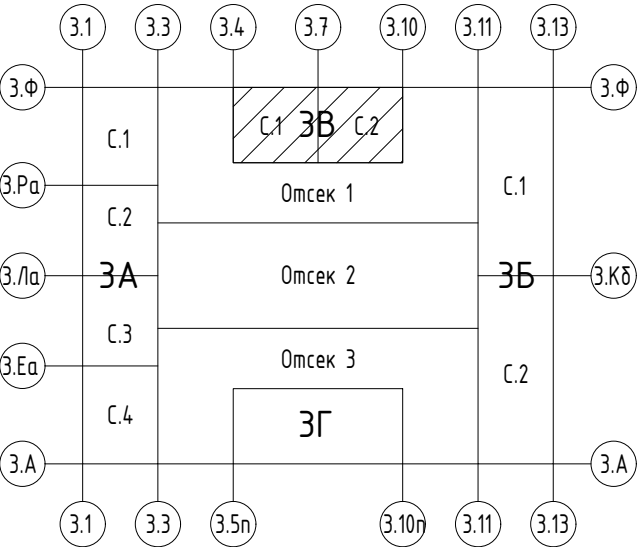 3.1 3.3 3.4 3.7 3.10 3.11 3.13
3.Ф 3.Ф
С.1 3В С.2
С.1
3.Ра Отсек 1 С.1
С.2
3.Ла 3А Отсек 2 3Б 3.Кб
С.3
3.Еа Отсек 3
С.2
С.4 3Г
3.А 3.А
3.1 3.3 3.5п 3.10п 3.11 3.13